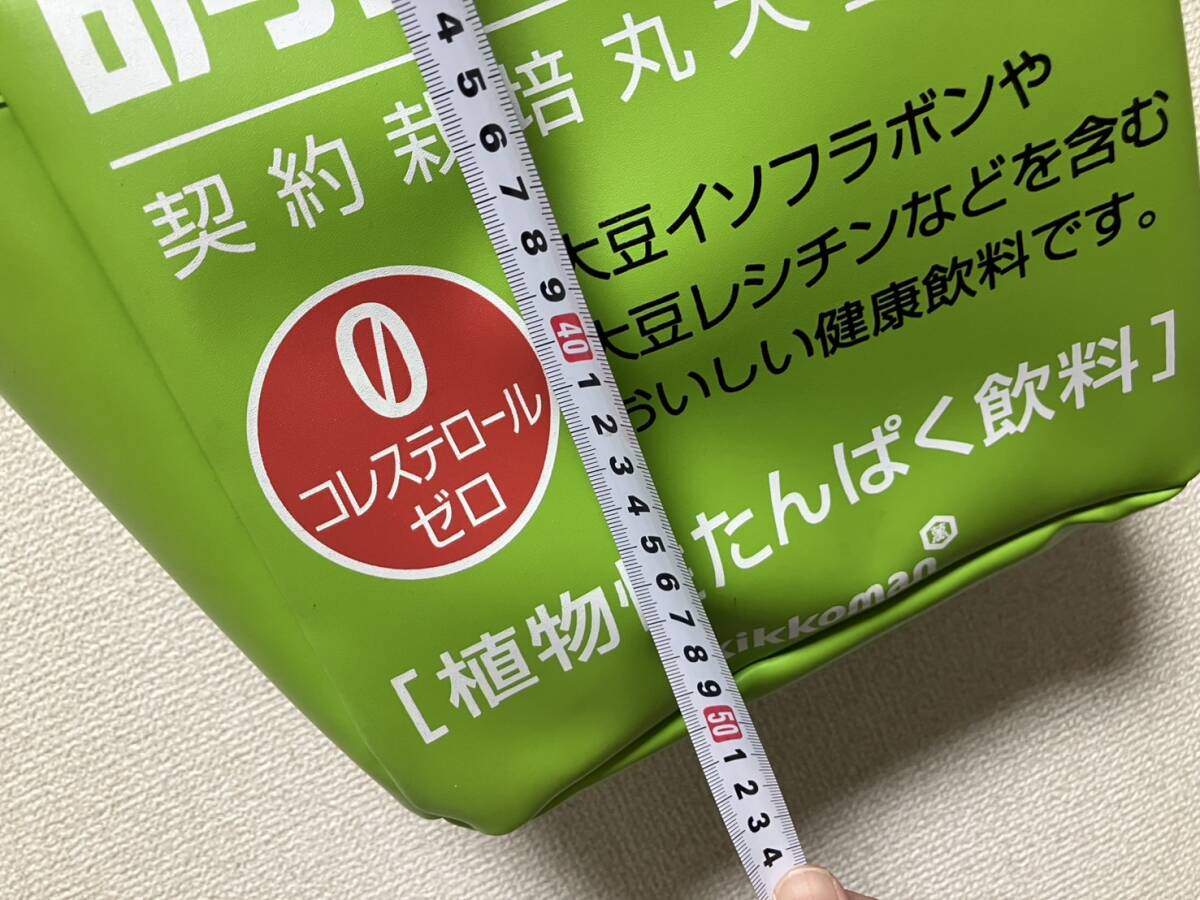 契約栽培丸大
大豆イソフラボンや
大豆レシチンなどを含む
おいしい健康飲料です。
0
コレステロール
ゼロ
[植物性たんぱく飲料]
kikkoman
4
5
6
7
8
9
40
1
2
3
4
5
6
7
8
9
50
1
2
3
4